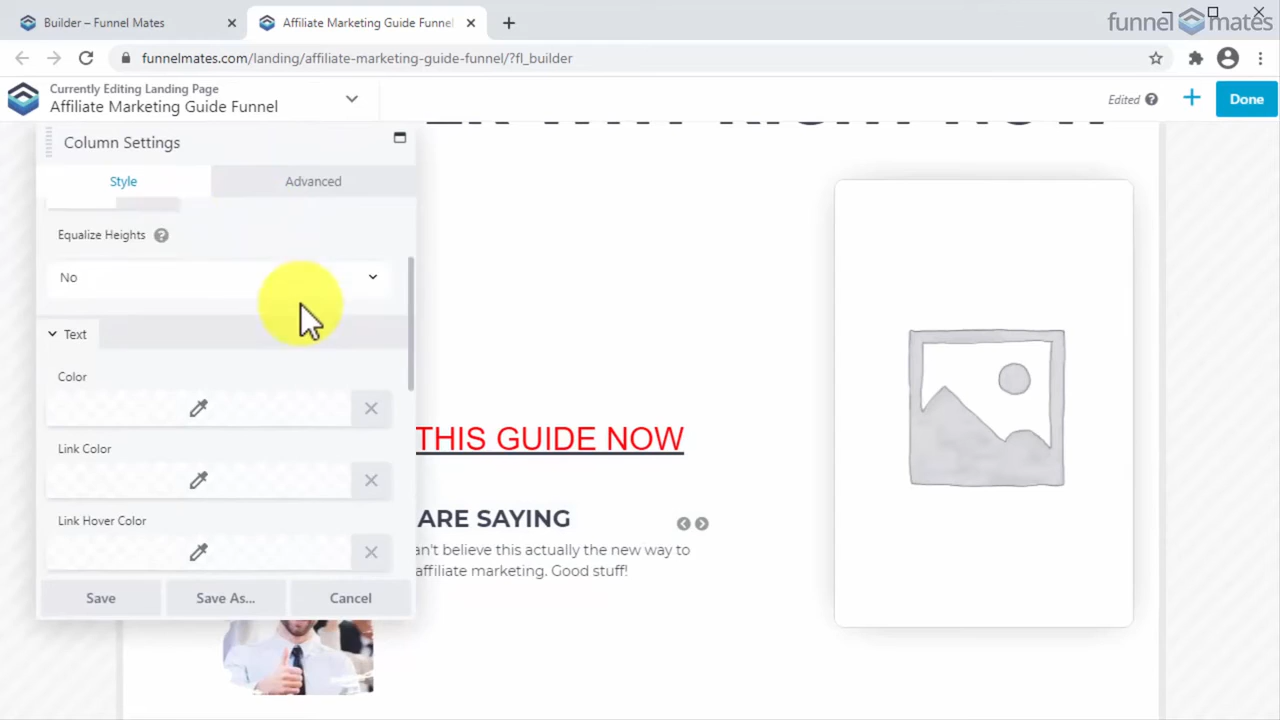 Builder – Funnel Mates
Affiliate Marketing Guide Funnel
funnel mates
funnelmates.com/landing/affiliate-marketing-guide-funnel/?fl_builder
Currently Editing Landing Page
Affiliate Marketing Guide Funnel
Edited
Done
Column Settings
Style
Advanced
Equalize Heights
No
Text
Color
Link Color
Link Hover Color
Save
Save As...
Cancel
THIS GUIDE NOW
ARE SAYING
an't believe this actually the new way to
affiliate marketing. Good stuff!